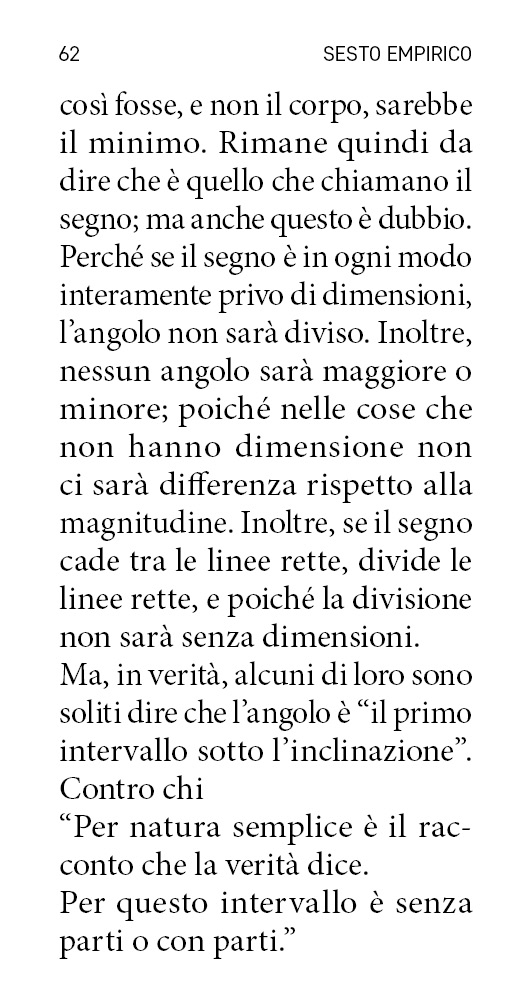 62 SESTO EMPIRICO
così fosse, e non il corpo, sarebbe
il minimo. Rimane quindi da
dire che è quello che chiamano il
segno; ma anche questo è dubbio.
Perché se il segno è in ogni modo
interamente privo di dimensioni,
l’angolo non sarà diviso. Inoltre,
nessun angolo sarà maggiore o
minore; poiché nelle cose che
non hanno dimensione non
ci sarà differenza rispetto alla
magnitudine. Inoltre, se il segno
cade tra le linee rette, divide le
linee rette, e poiché la divisione
non sarà senza dimensioni.
Ma, in verità, alcuni di loro sono
soliti dire che l’angolo è “il primo
intervallo sotto l’inclinazione”.
Contro chi
“Per natura semplice è il rac-
conto che la verità dice.
Per questo intervallo è senza
parti o con parti.”